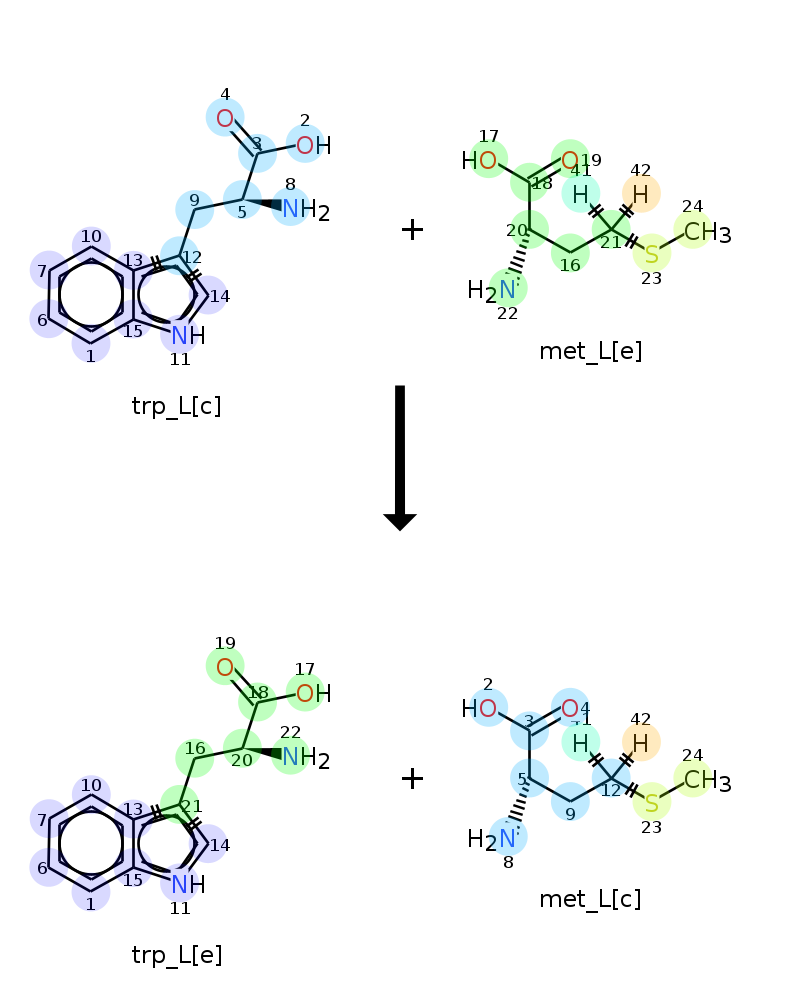 4
2
O
3
OH
8
9
5
NH2
10
12
13
7
14
6
15
NH
1
11
trp_L[c]
+
17
HO
O
19
41
42
18
H
H
24
20
21
CH3
16
S
23
H2N
22
met_L[e]
19
O
17
18
OH
22
16
20
NH2
10
21
13
7
14
6
15
NH
1
11
trp_L[e]
+
2
HO
O
4
41
42
3
H
H
24
5
12
CH3
9
S
23
H2N
8
met_L[c]